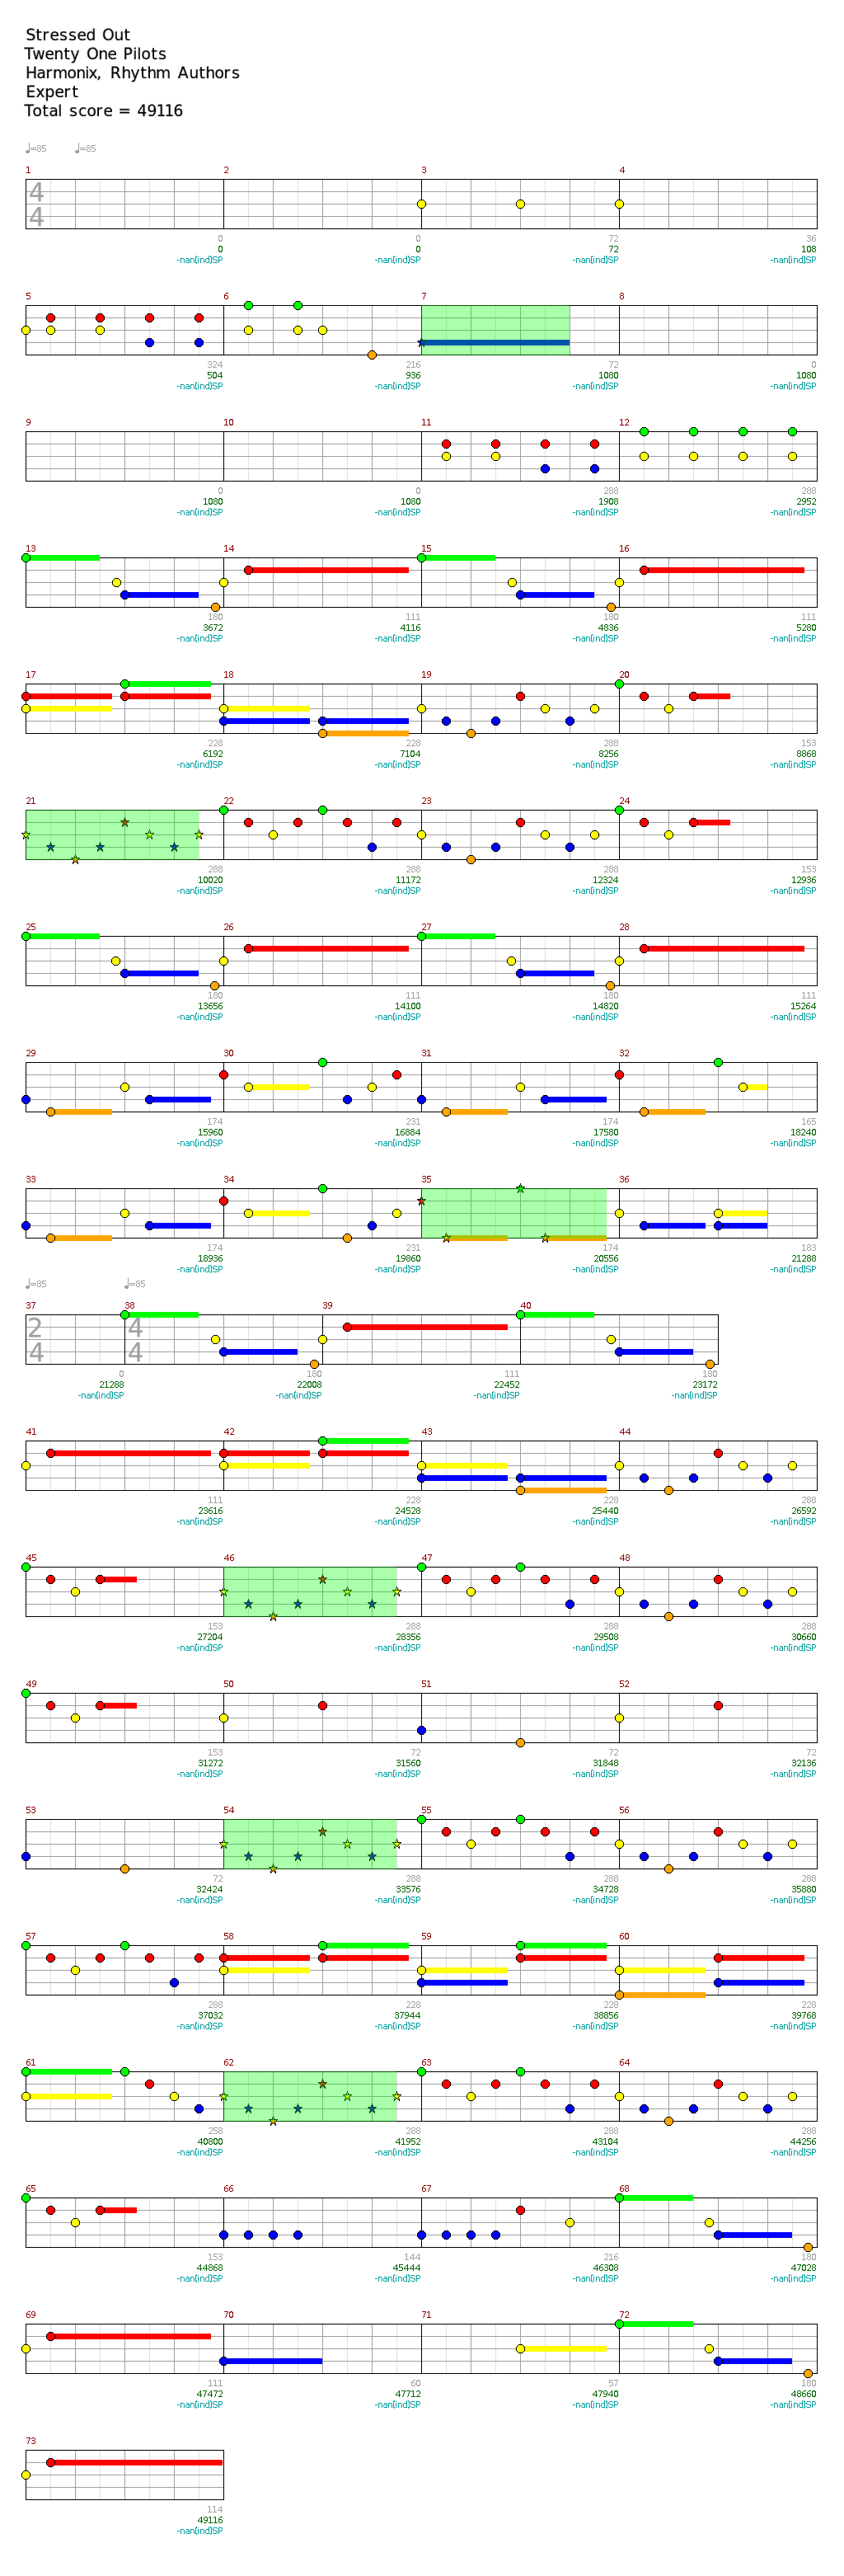 Stressed Out
Twenty One Pilots
Harmonix, Rhythm Authors
Expert
Total score = 49116
♩=85 ♩=85
1 2 3 4
4
4
0 0 72 36
0 0 72 108
-nan(ind)SP -nan(ind)SP -nan(ind)SP -nan(ind)SP
5 6 7 8
324 216 72 0
504 936 1080 1080
-nan(ind)SP -nan(ind)SP -nan(ind)SP -nan(ind)SP
9 10 11 12
0 0 288 288
1080 1080 1908 2952
-nan(ind)SP -nan(ind)SP -nan(ind)SP -nan(ind)SP
13 14 15 16
180 111 180 111
3672 4116 4836 5280
-nan(ind)SP -nan(ind)SP -nan(ind)SP -nan(ind)SP
17 18 19 20
228 228 288 153
6192 7104 8256 8868
-nan(ind)SP -nan(ind)SP -nan(ind)SP -nan(ind)SP
21 22 23 24
288 288 288 153
10020 11172 12324 12936
-nan(ind)SP -nan(ind)SP -nan(ind)SP -nan(ind)SP
25 26 27 28
180 111 180 111
13656 14100 14820 15264
-nan(ind)SP -nan(ind)SP -nan(ind)SP -nan(ind)SP
29 30 31 32
174 231 174 165
15960 16884 17580 18240
-nan(ind)SP -nan(ind)SP -nan(ind)SP -nan(ind)SP
33 34 35 36
174 231 174 183
18936 19860 20556 21288
-nan(ind)SP -nan(ind)SP -nan(ind)SP -nan(ind)SP
♩=85 ♩=85
37 38 39 40
2 4
4 4
0 180 111 180
21288 22008 22452 23172
-nan(ind)SP -nan(ind)SP -nan(ind)SP -nan(ind)SP
41 42 43 44
111 228 228 288
23616 24528 25440 26592
-nan(ind)SP -nan(ind)SP -nan(ind)SP -nan(ind)SP
45 46 47 48
153 288 288 288
27204 28356 29508 30660
-nan(ind)SP -nan(ind)SP -nan(ind)SP -nan(ind)SP
49 50 51 52
153 72 72 72
31272 31560 31848 32136
-nan(ind)SP -nan(ind)SP -nan(ind)SP -nan(ind)SP
53 54 55 56
72 288 288 288
32424 33576 34728 35880
-nan(ind)SP -nan(ind)SP -nan(ind)SP -nan(ind)SP
57 58 59 60
288 228 228 228
37032 37944 38856 39768
-nan(ind)SP -nan(ind)SP -nan(ind)SP -nan(ind)SP
61 62 63 64
258 288 288 288
40800 41952 43104 44256
-nan(ind)SP -nan(ind)SP -nan(ind)SP -nan(ind)SP
65 66 67 68
153 144 216 180
44868 45444 46308 47028
-nan(ind)SP -nan(ind)SP -nan(ind)SP -nan(ind)SP
69 70 71 72
111 60 57 180
47472 47712 47940 48660
-nan(ind)SP -nan(ind)SP -nan(ind)SP -nan(ind)SP
73
114
49116
-nan(ind)SP